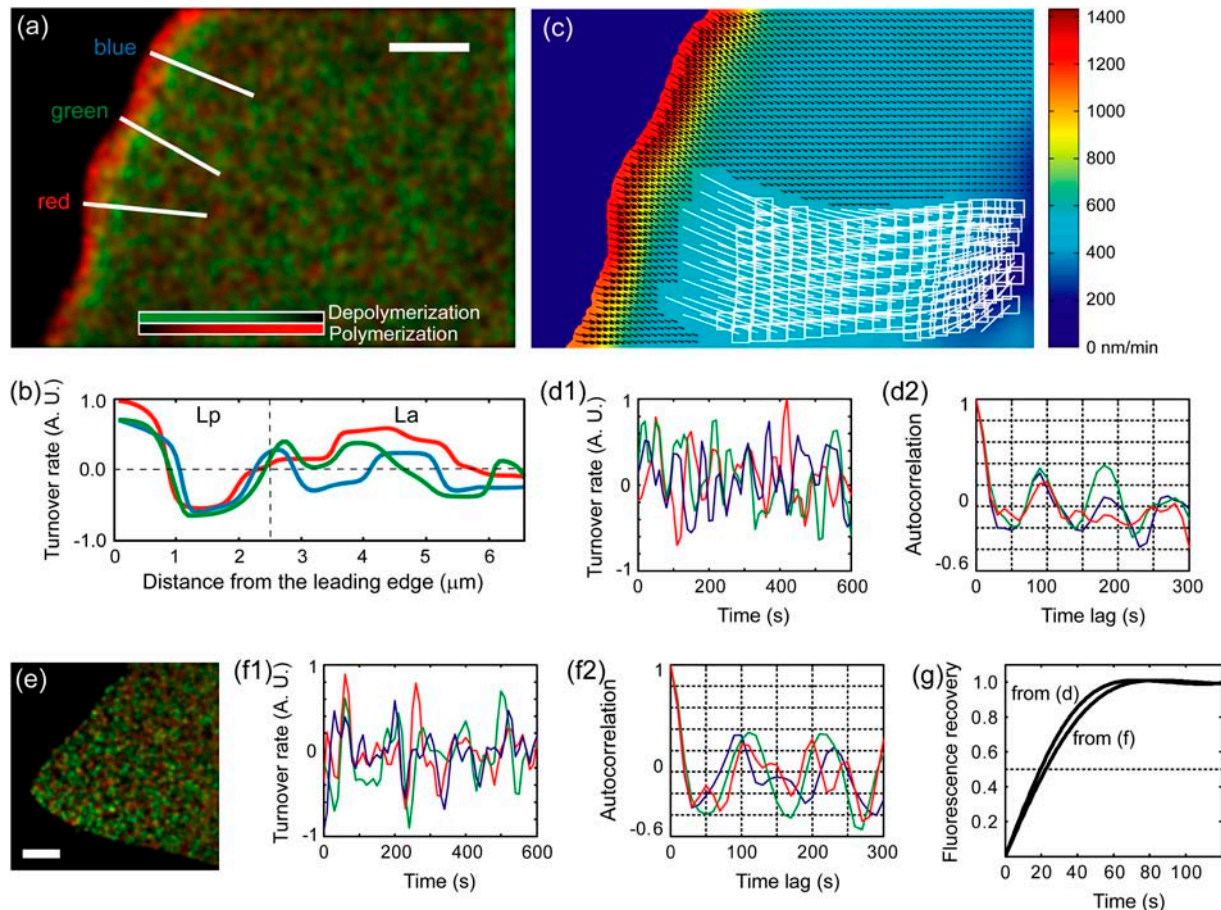 (a)
blue
green
red
Depolymerization
Polymerization
(c)
1400
1200
1000
800
600
400
200
0 nm/min
(b)
Turnover rate (A. U.)
1.0
0.0
-1.0
Lp
La
0 1 2 3 4 5 6
Distance from the leading edge (μm)
(d1)
Turnover rate (A. U.)
1
0
-1
0 200 400 600
Time (s)
(d2)
Autocorrelation
1
0
-0.6
0 100 200 300
Time lag (s)
(e)
(f1)
Turnover rate (A. U.)
1
0
-1
0 200 400 600
Time (s)
(f2)
Autocorrelation
1
0
-0.6
0 100 200 300
Time lag (s)
(g)
Fluorescence recovery
1.0
0.8
0.6
0.4
0.2
from (d)
from (f)
0 20 40 60 80 100
Time (s)